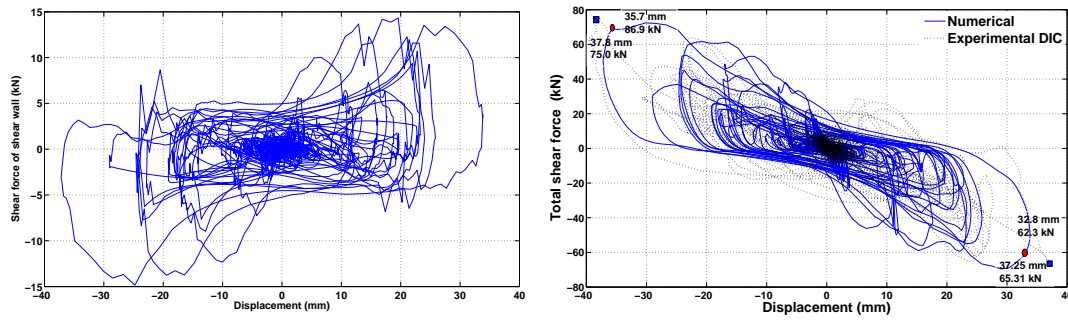 15
10
5
0
−5
−10
−15
−40
−30
−20
−10
0
10
20
30
40
Shear force of shear wall (kN)
Displacement (mm)
80
60
40
20
0
−20
−40
−60
−80
−40
−30
−20
−10
0
10
20
30
40
Total shear force (kN)
Displacement (mm)
35.7 mm
86.9 kN
37.8 mm
75.0 kN
Numerical
Experimental DIC
32.8 mm
62.3 kN
37.25 mm
65.31 kN